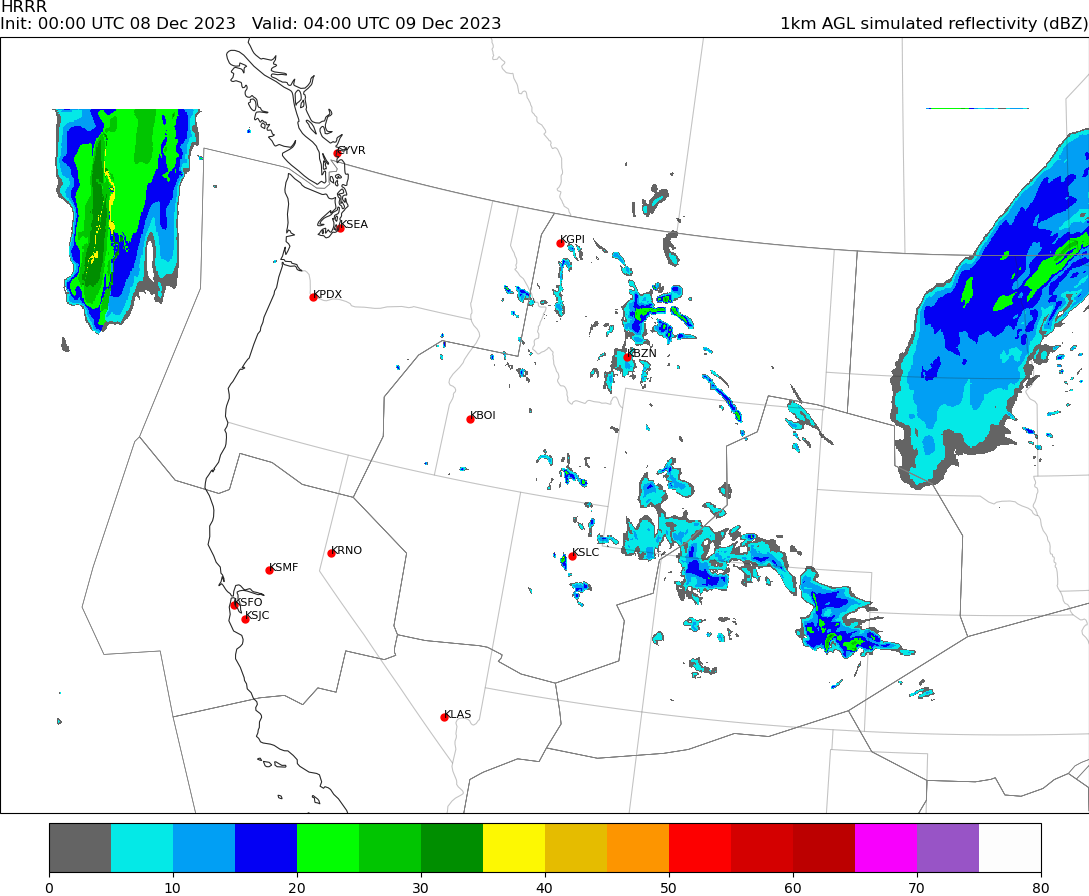 HRRR
Init: 00:00 UTC 08 Dec 2023   Valid: 04:00 UTC 09 Dec 2023
1km AGL simulated reflectivity (dBZ)
CYVR
KSEA
KGPI
KPDX
KBZN
KBOI
KRNO
KSLC
KSMF
KSFO
KSJC
KLAS
0 10 20 30 40 50 60 70 80